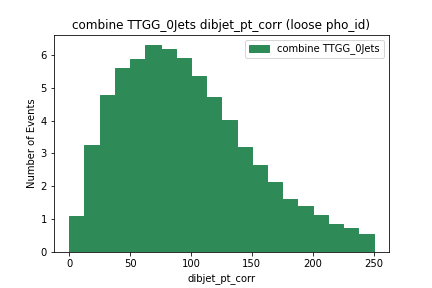 combine TTGG_0Jets dibjet_pt_corr (loose pho_id)
combine TTGG_0Jets
Number of Events
6
5
4
3
2
1
0
0 50 100 150 200 250
dibjet_pt_corr